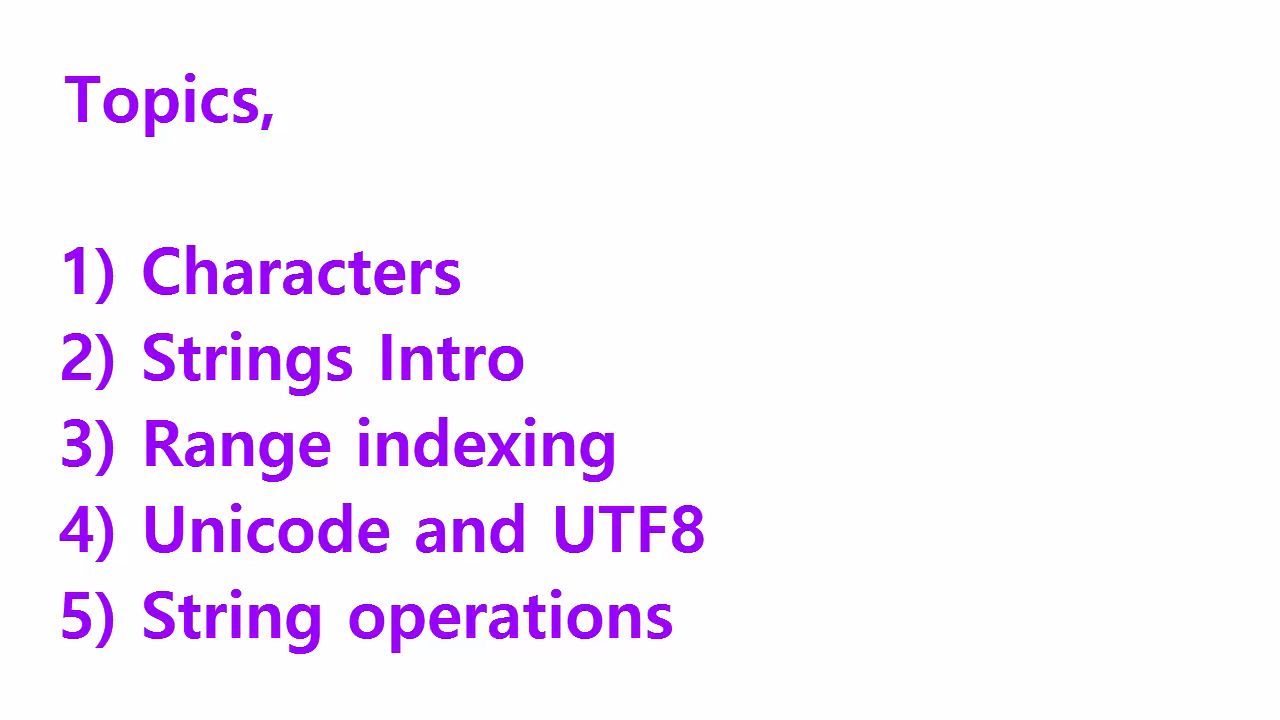 Topics,
1) Characters
2) Strings Intro
3) Range indexing
4) Unicode and UTF8
5) String operations